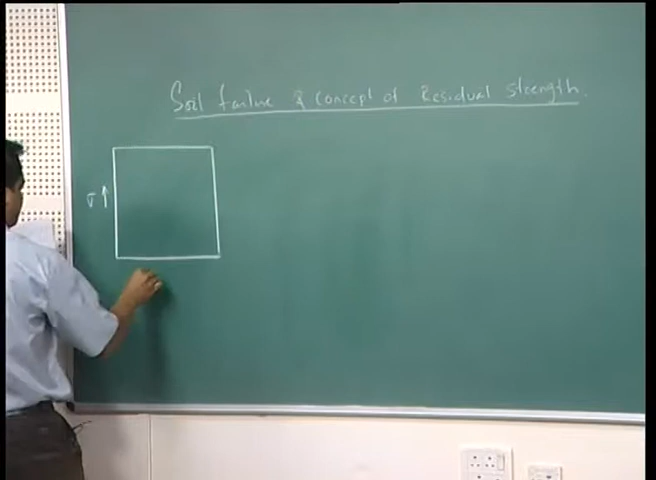 Soil failure & concept of Residual strength.
σ ↑